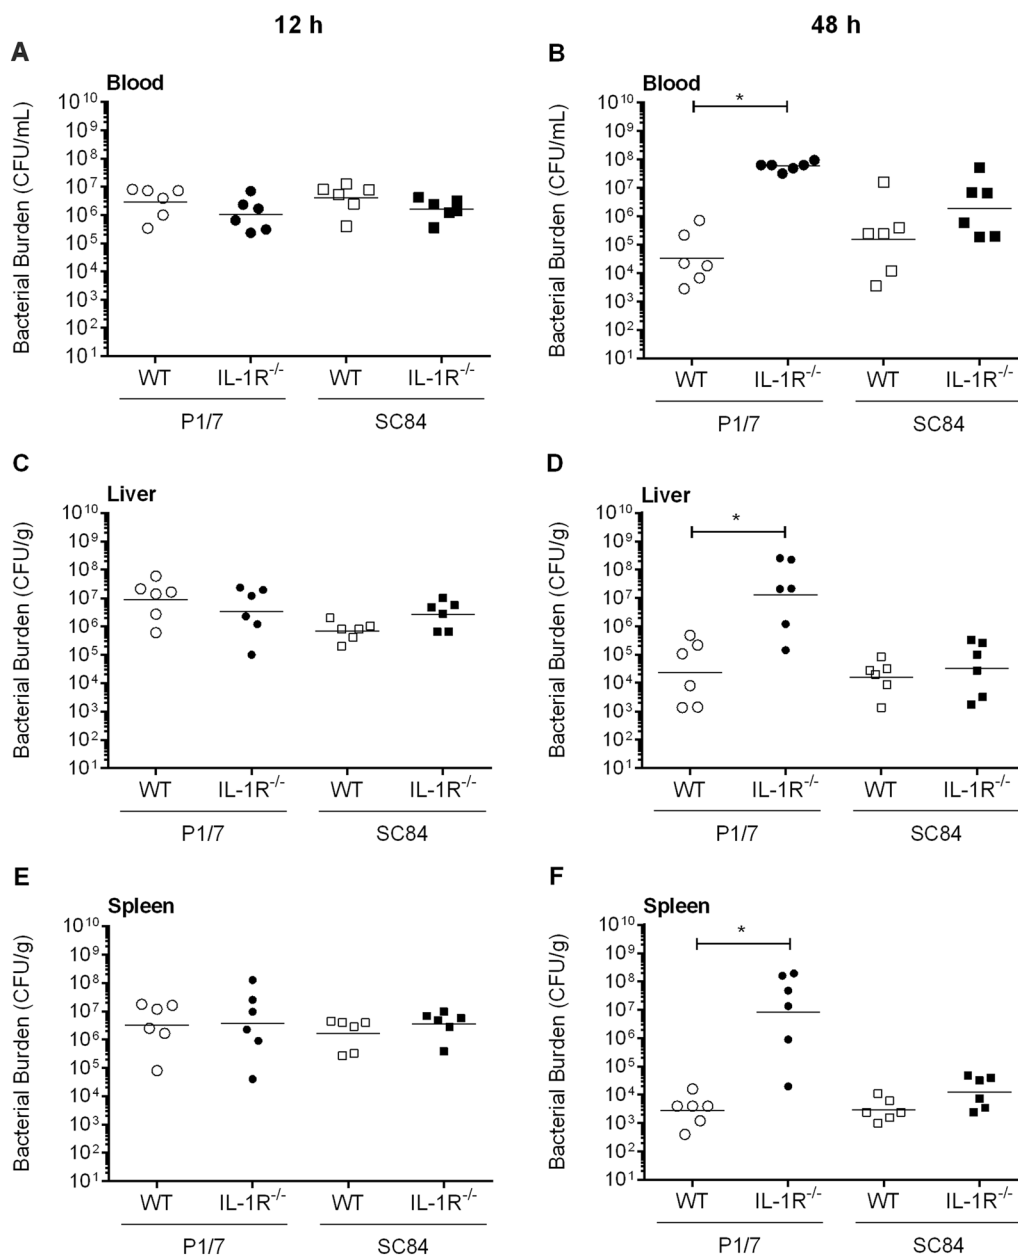 12 h
48 h
A
Blood
Bacterial Burden (CFU/mL)
10^10
10^9
10^8
10^7
10^6
10^5
10^4
10^3
10^2
10^1
WT IL-1R^-/- WT IL-1R^-/-
P1/7 SC84
B
Blood
Bacterial Burden (CFU/mL)
10^10
10^9
10^8
10^7
10^6
10^5
10^4
10^3
10^2
10^1
*
WT IL-1R^-/- WT IL-1R^-/-
P1/7 SC84
C
Liver
Bacterial Burden (CFU/g)
10^10
10^9
10^8
10^7
10^6
10^5
10^4
10^3
10^2
10^1
WT IL-1R^-/- WT IL-1R^-/-
P1/7 SC84
D
Liver
Bacterial Burden (CFU/g)
10^10
10^9
10^8
10^7
10^6
10^5
10^4
10^3
10^2
10^1
*
WT IL-1R^-/- WT IL-1R^-/-
P1/7 SC84
E
Spleen
Bacterial Burden (CFU/g)
10^10
10^9
10^8
10^7
10^6
10^5
10^4
10^3
10^2
10^1
WT IL-1R^-/- WT IL-1R^-/-
P1/7 SC84
F
Spleen
Bacterial Burden (CFU/g)
10^10
10^9
10^8
10^7
10^6
10^5
10^4
10^3
10^2
10^1
*
WT IL-1R^-/- WT IL-1R^-/-
P1/7 SC84